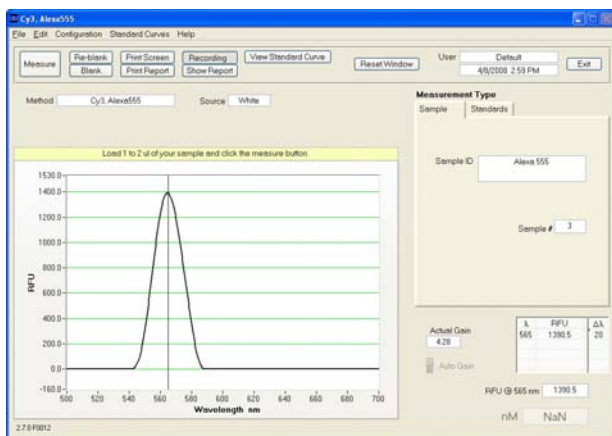 Cy3, Alexa555
File Edit Configuration Standard Curves Help
Measure
Re-blank Print Screen Recording View Standard Curve
Blank Print Report Show Report
Reset Window
User Default
4/8/2008 2:59 PM
Exit
Method Cy3, Alexa555 Source White
Measurement Type
Sample Standards
Load 1 to 2 ul of your sample and click the measure button.
Sample ID Alexa 555
Sample # 3
1530.0
1400.0
1200.0
1000.0
800.0
600.0
400.0
200.0
0.0
-160.0
RFU
500 520 540 560 580 600 620 640 660 680 700
Wavelength nm
Actual Gain
4.28
Auto Gain
λ RFU Δλ
565 1390.5 20
RFU @ 565 nm 1390.5
nM NaN
2.7.0 F0012